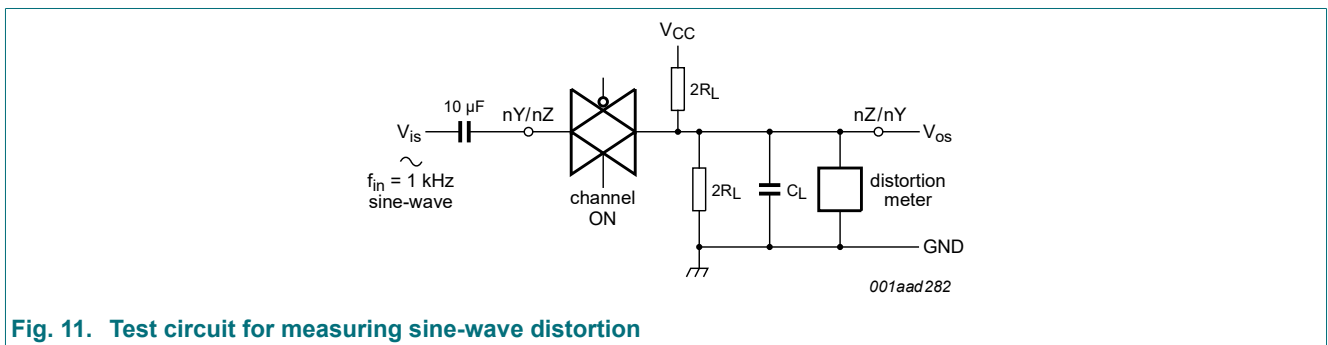 VCC
2RL
10 µF
nY/nZ
nZ/nY
Vis
Vos
fin = 1 kHz
sine-wave
channel
ON
2RL
CL
distortion
meter
GND
001aad282
Fig. 11. Test circuit for measuring sine-wave distortion